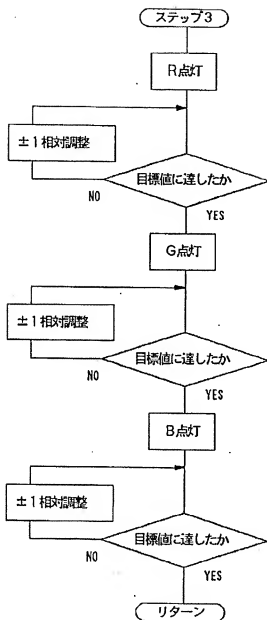 ステップ3
R点灯
±1相対調整
目標値に達したか
NO
YES
G点灯
±1相対調整
目標値に達したか
NO
YES
B点灯
±1相対調整
目標値に達したか
NO
YES
リターン